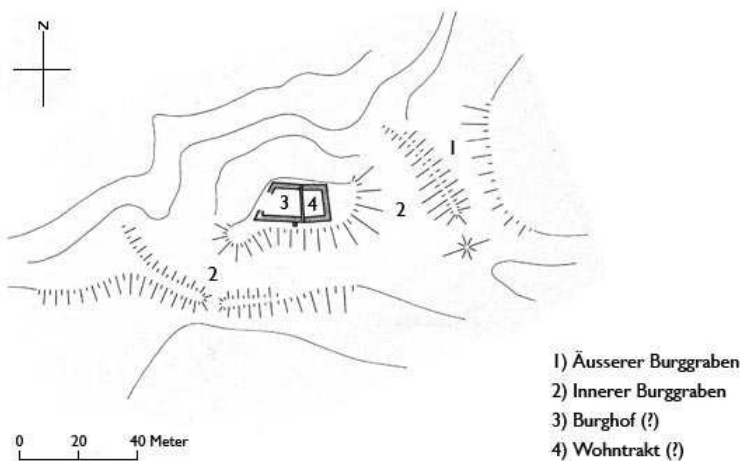 N
1
3 4
2
2
1) Äusserer Burggraben
2) Innerer Burggraben
3) Burghof (?)
4) Wohntrakt (?)
0 20 40 Meter